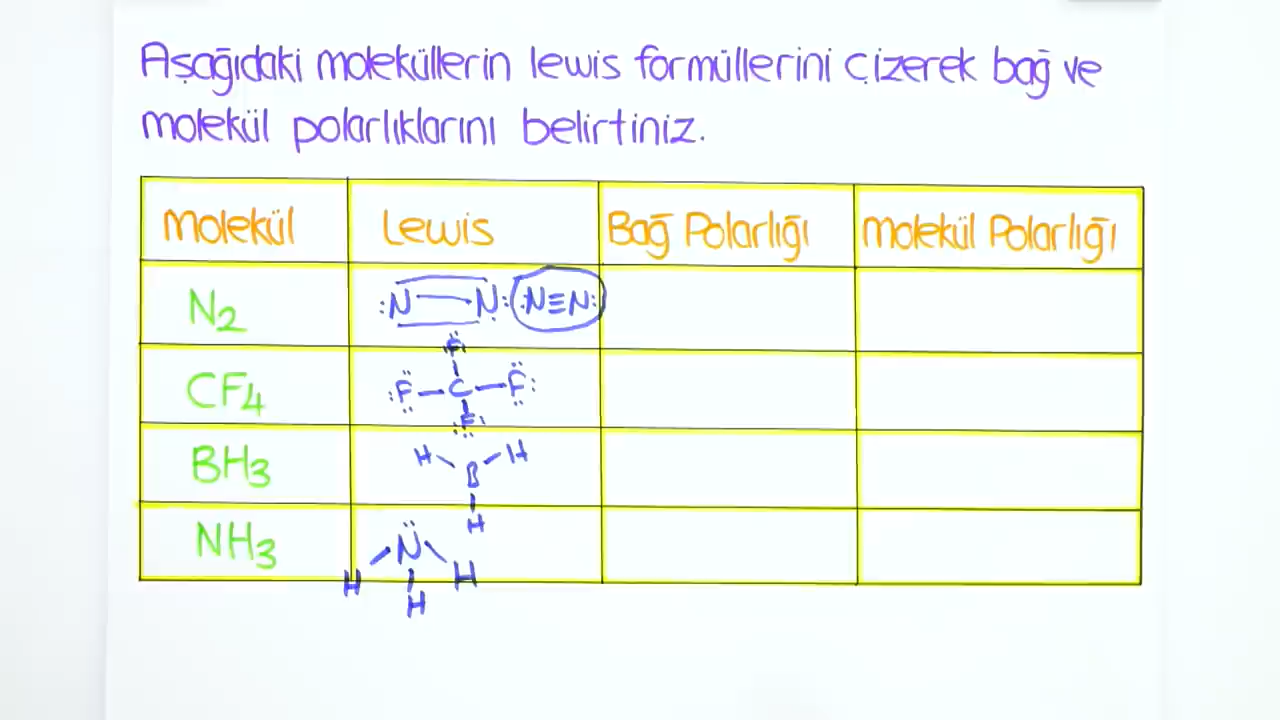 Aşağıdaki moleküllerin lewis formüllerini çizerek bağ ve
molekül polarlıklarını belirtiniz.
Molekül Lewis Bağ Polarlığı Molekül Polarlığı
N2 :N N: :N≡N:
F
CF4 :F–C–F:
F
BH3 H B H
H
NH3 N
H H
H